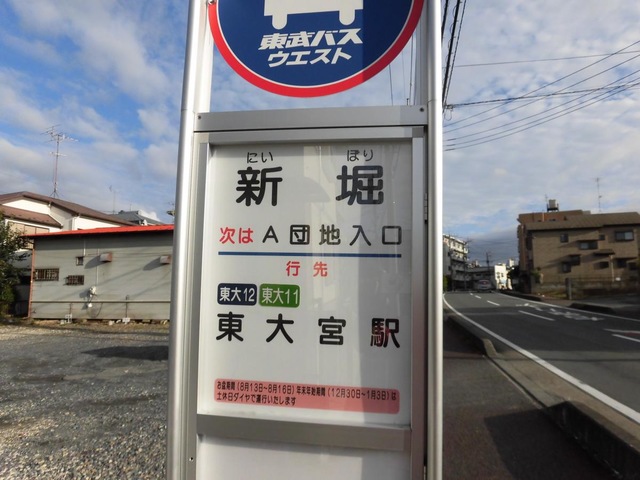 東武バス
ウエスト
にい ぼり
新堀
次は A団地入口
行先
東大12 東大11
東大宮駅
お盆期間(8月13日~8月16日)年末年始期間(12月30日~1月3日)は
土休日ダイヤで運行いたします